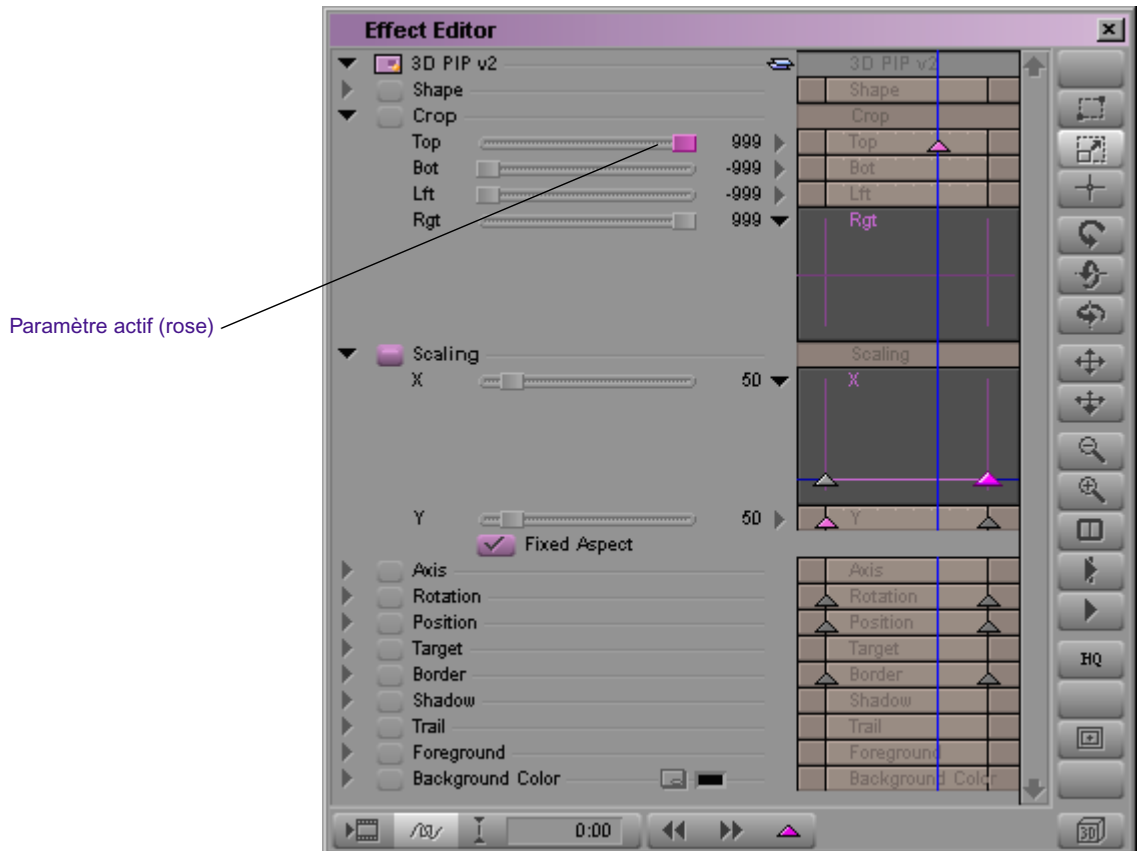 Effect Editor
3D PIP v2 3D PIP v2
Shape Shape
Crop Crop
Top 999 Top
Bot -999 Bot
Lft -999 Lft
Rgt 999 Rgt
Paramètre actif (rose)
Scaling Scaling
X 50 X
Y 50 Y
Fixed Aspect
Axis Axis
Rotation Rotation
Position Position
Target Target
Border Border
Shadow Shadow
Trail Trail
Foreground Foreground
Background Color Background Color
HQ
0:00
3D